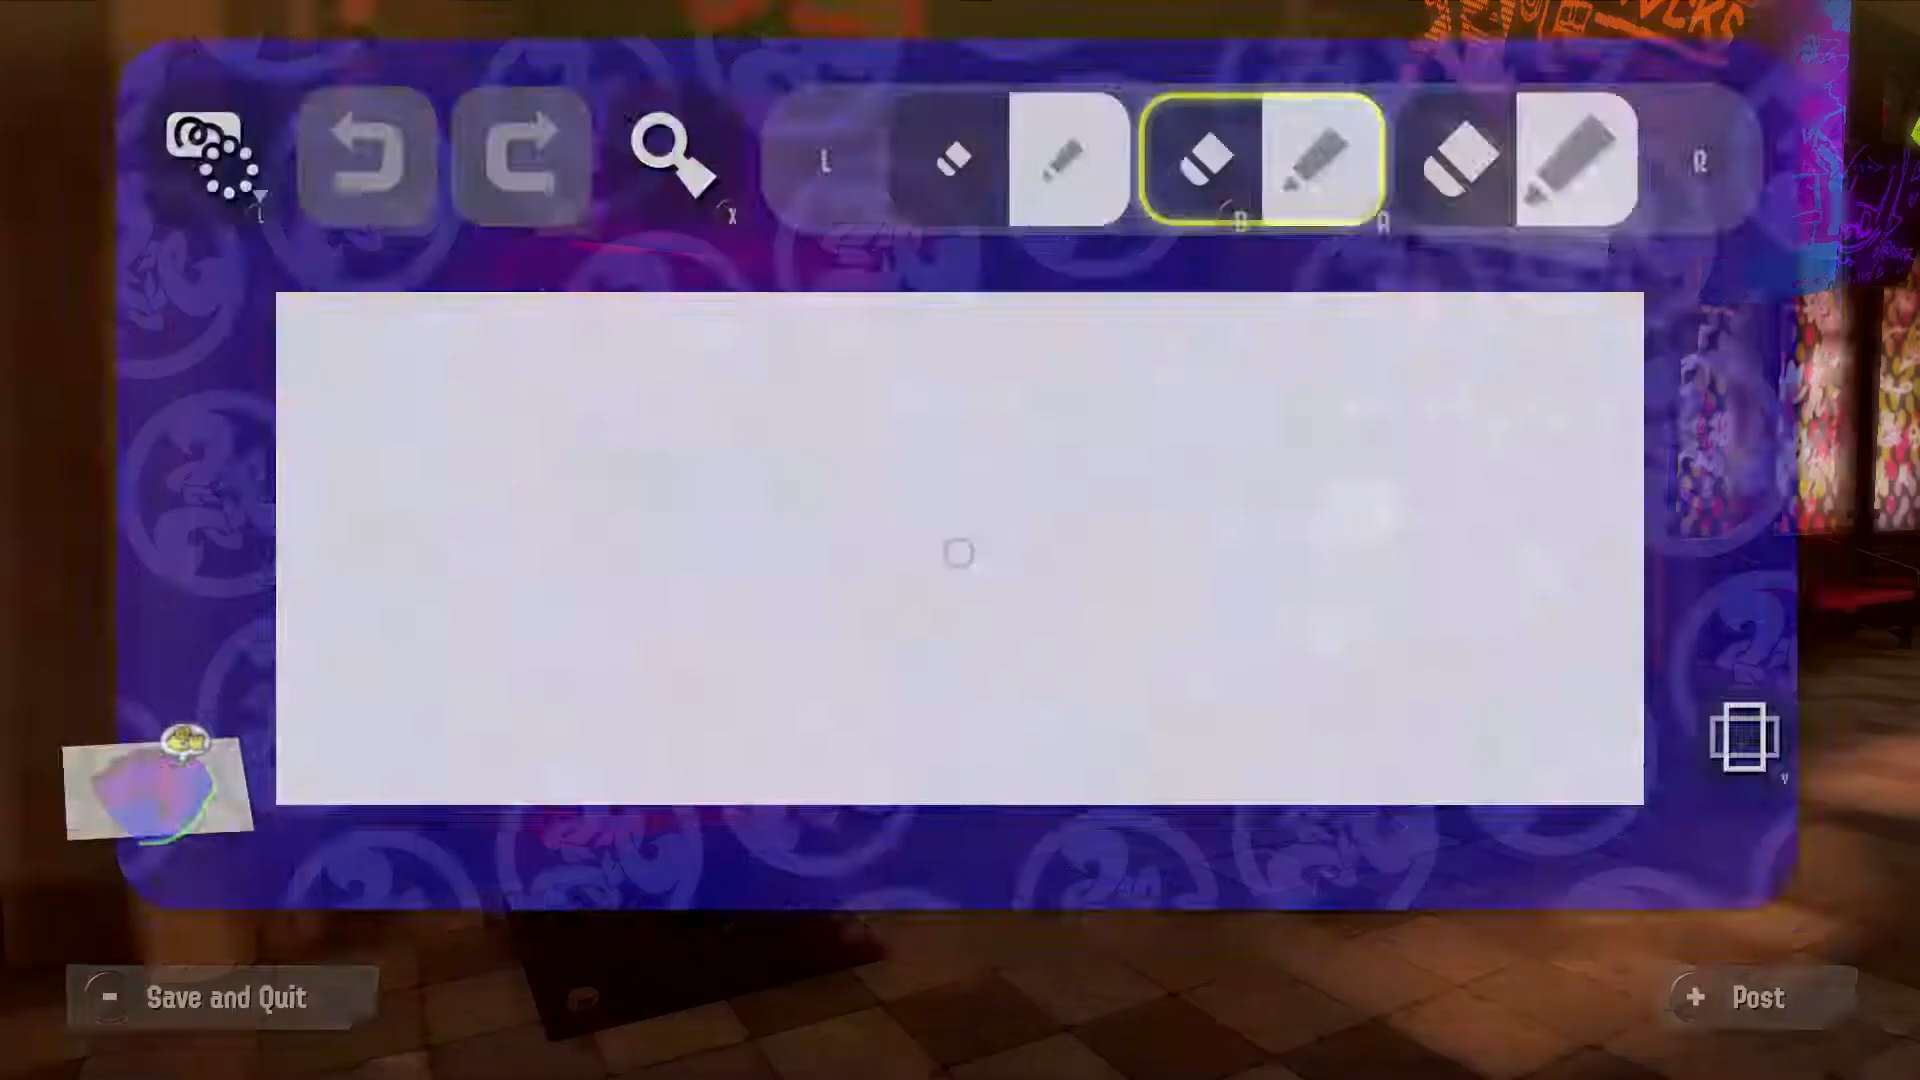 L
R
L
X
B
A
Y
- Save and Quit
+ Post